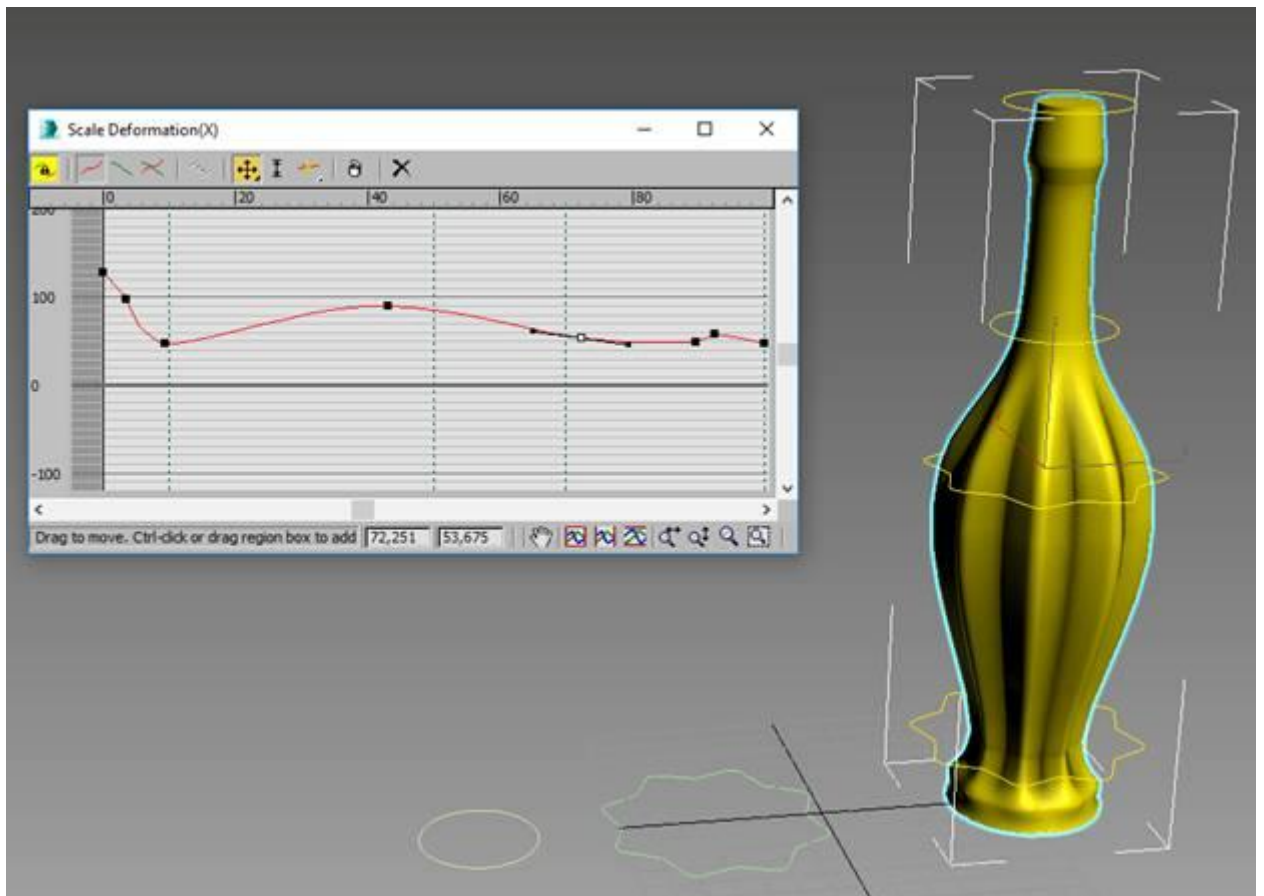 Scale Deformation(X)
0 20 40 60 80
200
100
0
-100
Drag to move. Ctrl-click or drag region box to add 72,251 53,675